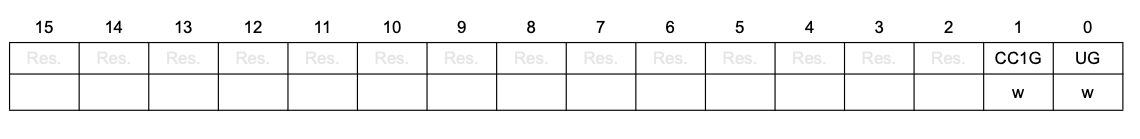 15 14 13 12 11 10 9 8 7 6 5 4 3 2 1 0
Res. Res. Res. Res. Res. Res. Res. Res. Res. Res. Res. Res. Res. Res. CC1G UG
w w